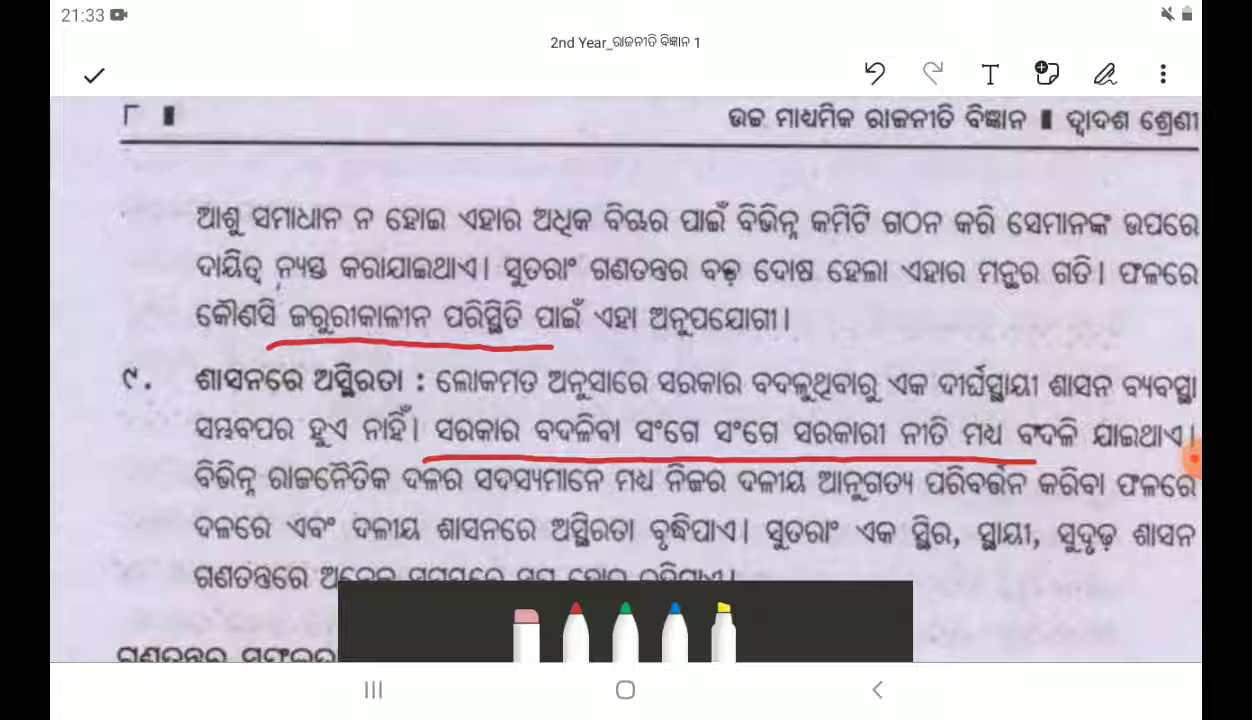 21:33
2nd Year_ରାଜନୀତି ବିଜ୍ଞାନ 1
୮ ▮ ଉଚ୍ଚ ମାଧ୍ୟମିକ ରାଜନୀତି ବିଜ୍ଞାନ ▮ ଦ୍ୱାଦଶ ଶ୍ରେଣୀ
ଆଶୁ ସମାଧାନ ନ ହୋଇ ଏହାର ଅଧିକ ବିଚ୍ଚାର ପାଇଁ ବିଭିନ୍ନ କମିଟି ଗଠନ କରି ସେମାନଙ୍କ ଉପରେ
ଦାୟିତ୍ୱ ନ୍ୟସ୍ତ କରାଯାଇଥାଏ। ସୁତରାଂ ଗଣତନ୍ତ୍ରର ବଡ଼ ଦୋଷ ହେଲା ଏହାର ମନ୍ଥର ଗତି। ଫଳରେ
କୌଣସି ଜରୁରୀକାଳୀନ ପରିସ୍ଥିତି ପାଇଁ ଏହା ଅନୁପଯୋଗୀ।
୯. ଶାସନରେ ଅସ୍ଥିରତା : ଲୋକମତ ଅନୁସାରେ ସରକାର ବଦଳୁଥିବାରୁ ଏକ ଦୀର୍ଘସ୍ଥାୟୀ ଶାସନ ବ୍ୟବସ୍ଥା
ସମ୍ଭବପର ହୁଏ ନାହିଁ। ସରକାର ବଦଳିବା ସଂଗେ ସଂଗେ ସରକାରୀ ନୀତି ମଧ୍ୟ ବଦଳି ଯାଇଥାଏ।
ବିଭିନ୍ନ ରାଜନୈତିକ ଦଳର ସଦସ୍ୟମାନେ ମଧ୍ୟ ନିଜର ଦଳୀୟ ଆନୁଗତ୍ୟ ପରିବର୍ତ୍ତନ କରିବା ଫଳରେ
ଦଳରେ ଏବଂ ଦଳୀୟ ଶାସନରେ ଅସ୍ଥିରତା ବୃଦ୍ଧିପାଏ। ସୁତରାଂ ଏକ ସ୍ଥିର, ସ୍ଥାୟୀ, ସୁଦୃଢ଼ ଶାସନ
ଗଣତନ୍ତ୍ରରେ